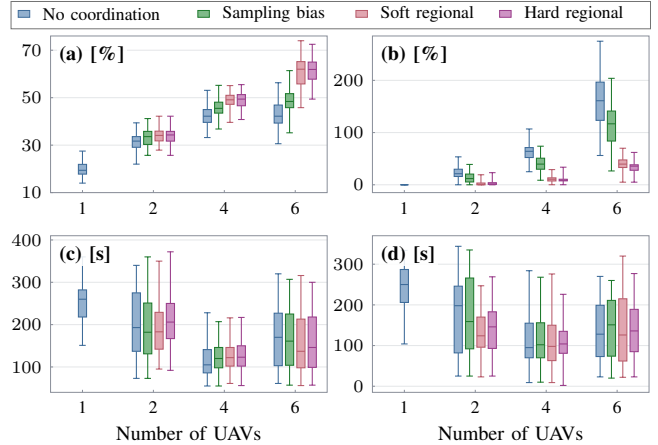 No coordination Sampling bias Soft regional Hard regional
(a) [%]
70
50
30
10
1 2 4 6
(b) [%]
200
100
0
1 2 4 6
(c) [s]
400
300
200
100
1 2 4 6
Number of UAVs
(d) [s]
300
200
100
0
1 2 4 6
Number of UAVs